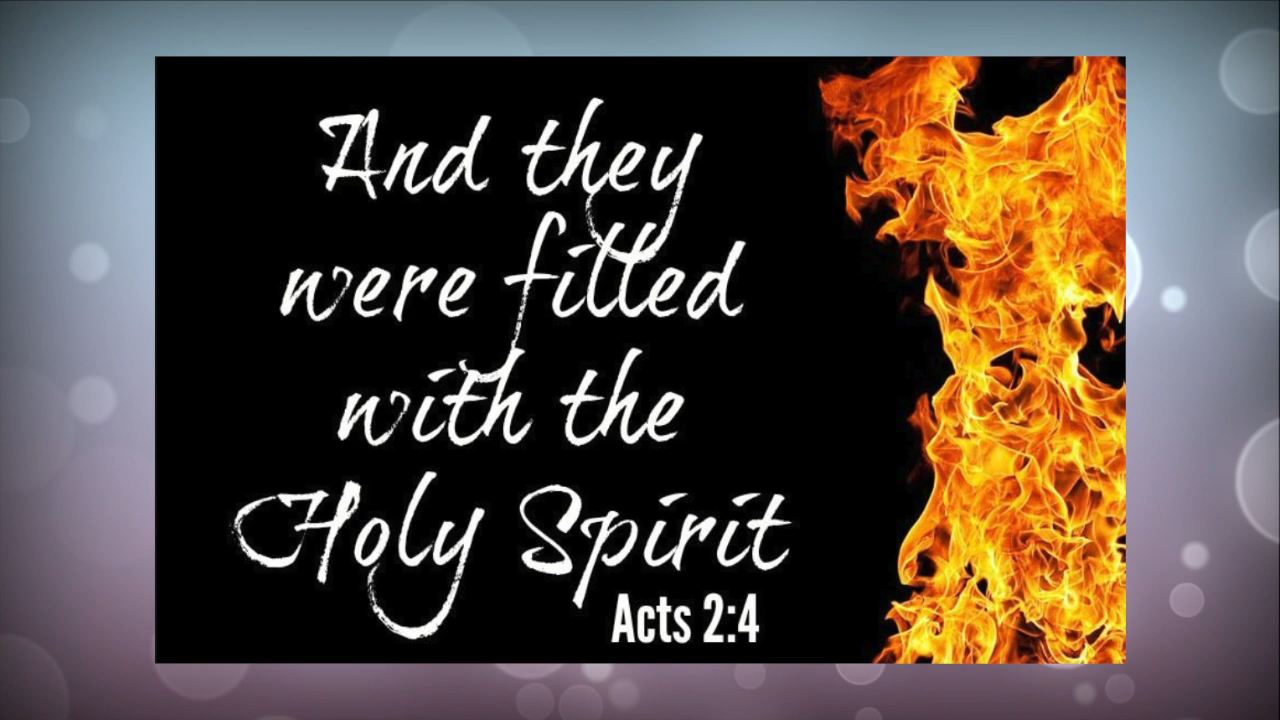 And they
were filled
with the
Holy Spirit
Acts 2:4